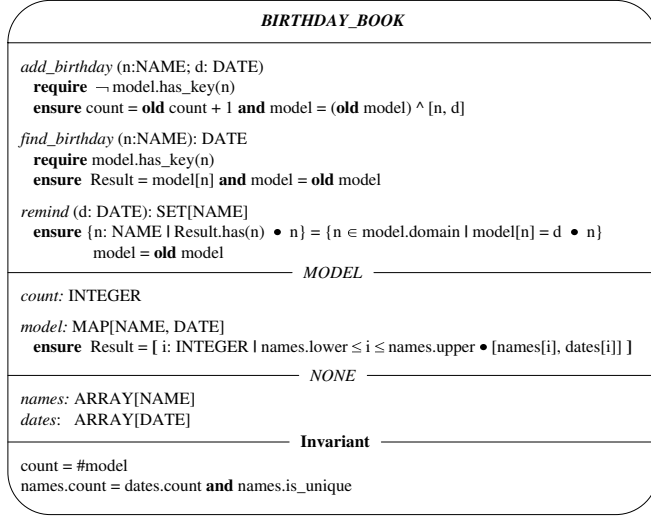 BIRTHDAY_BOOK
add_birthday (n:NAME; d: DATE)
require ¬ model.has_key(n)
ensure count = old count + 1 and model = (old model) ^ [n, d]
find_birthday (n:NAME): DATE
require model.has_key(n)
ensure Result = model[n] and model = old model
remind (d: DATE): SET[NAME]
ensure {n: NAME | Result.has(n) • n} = {n ∈ model.domain | model[n] = d • n}
model = old model
MODEL
count: INTEGER
model: MAP[NAME, DATE]
ensure Result = [ i: INTEGER | names.lower ≤ i ≤ names.upper • [names[i], dates[i]] ]
NONE
names: ARRAY[NAME]
dates: ARRAY[DATE]
Invariant
count = #model
names.count = dates.count and names.is_unique